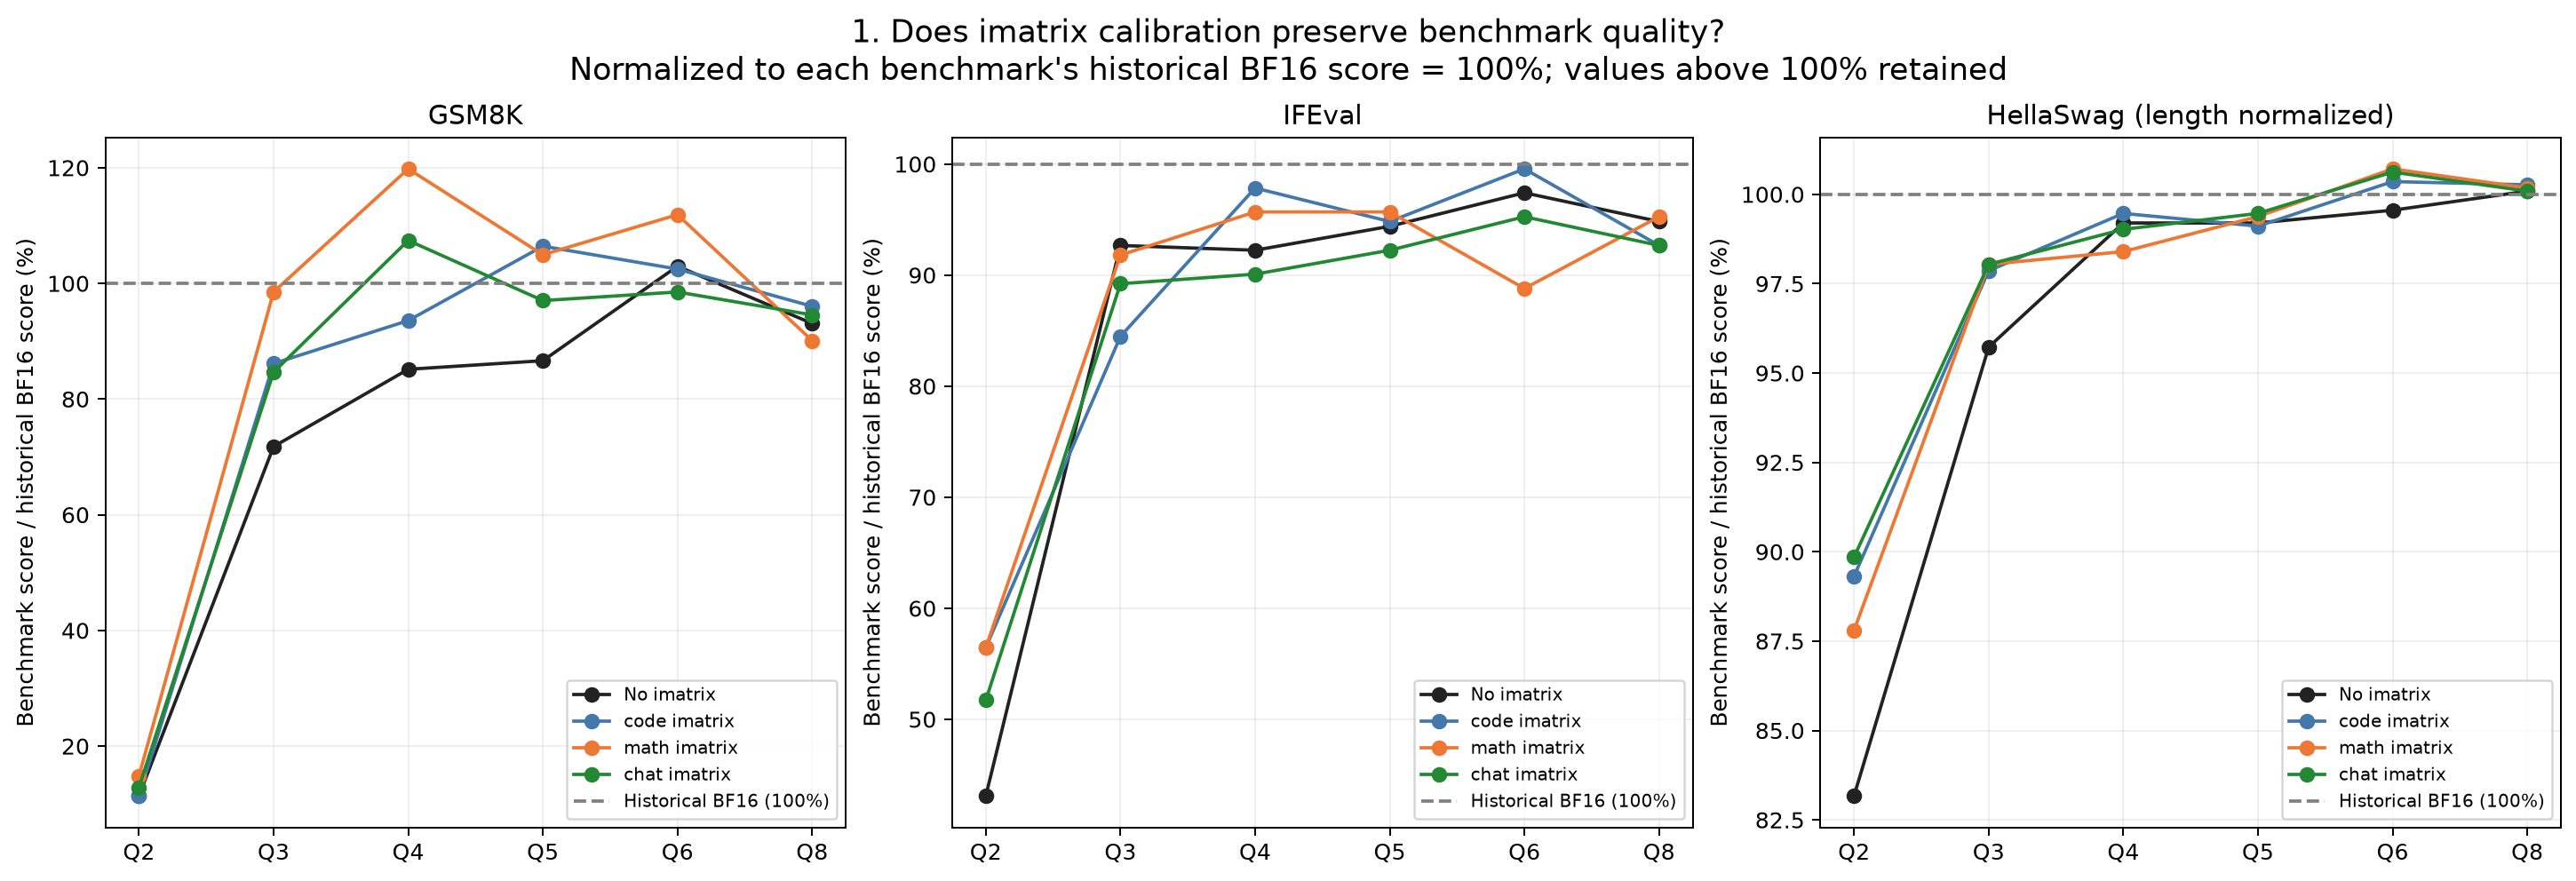 1. Does imatrix calibration preserve benchmark quality?
Normalized to each benchmark's historical BF16 score = 100%; values above 100% retained
GSM8K
Benchmark score / historical BF16 score (%)
120
100
80
60
40
20
Q2
Q3
Q4
Q5
Q6
Q8
No imatrix
code imatrix
math imatrix
chat imatrix
Historical BF16 (100%)
IFEval
Benchmark score / historical BF16 score (%)
100
90
80
70
60
50
Q2
Q3
Q4
Q5
Q6
Q8
No imatrix
code imatrix
math imatrix
chat imatrix
Historical BF16 (100%)
HellaSwag (length normalized)
Benchmark score / historical BF16 score (%)
100.0
97.5
95.0
92.5
90.0
87.5
85.0
82.5
Q2
Q3
Q4
Q5
Q6
Q8
No imatrix
code imatrix
math imatrix
chat imatrix
Historical BF16 (100%)